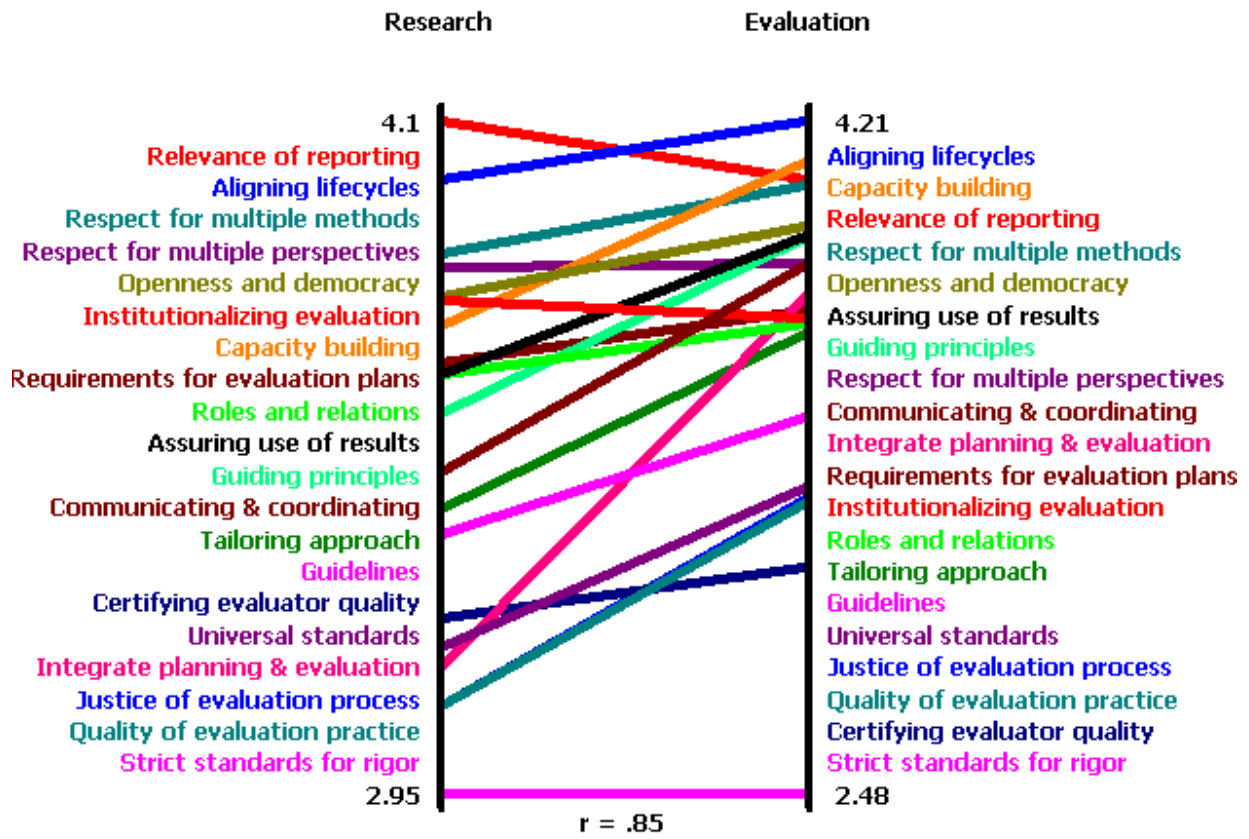 Research Evaluation
4.1 4.21
Relevance of reporting Aligning lifecycles
Aligning lifecycles Capacity building
Respect for multiple methods Relevance of reporting
Respect for multiple perspectives Respect for multiple methods
Openness and democracy Openness and democracy
Institutionalizing evaluation Assuring use of results
Capacity building Guiding principles
Requirements for evaluation plans Respect for multiple perspectives
Roles and relations Communicating & coordinating
Assuring use of results Integrate planning & evaluation
Guiding principles Requirements for evaluation plans
Communicating & coordinating Institutionalizing evaluation
Tailoring approach Roles and relations
Guidelines Tailoring approach
Certifying evaluator quality Guidelines
Universal standards Universal standards
Integrate planning & evaluation Justice of evaluation process
Justice of evaluation process Quality of evaluation practice
Quality of evaluation practice Certifying evaluator quality
Strict standards for rigor Strict standards for rigor
2.95 2.48
r = .85